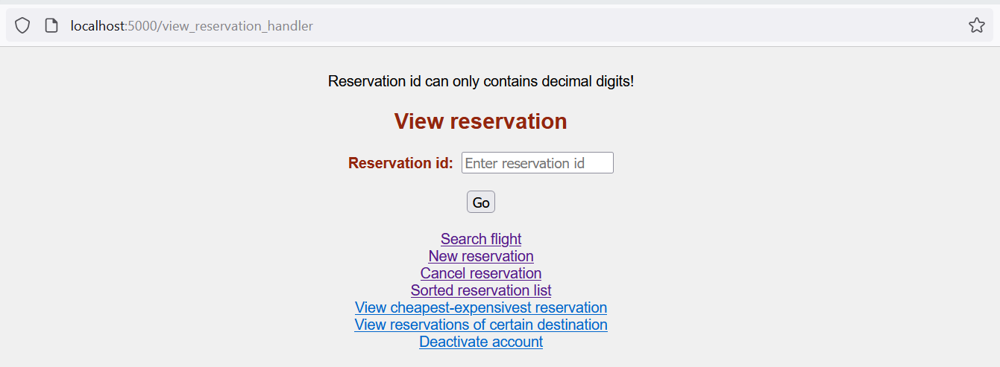 localhost:5000/view_reservation_handler
Reservation id can only contains decimal digits!
View reservation
Reservation id: Enter reservation id
Go
Search flight
New reservation
Cancel reservation
Sorted reservation list
View cheapest-expensivest reservation
View reservations of certain destination
Deactivate account